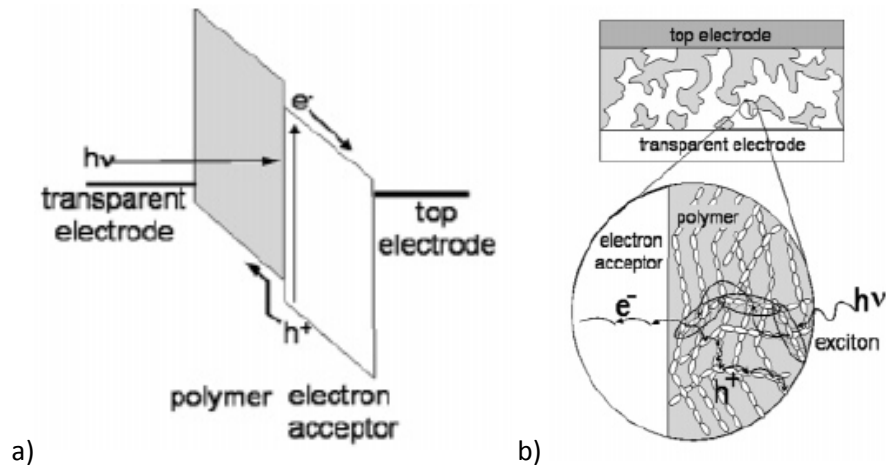 e-
hν
transparent
electrode
top
electrode
h+
polymer electron
acceptor
a)
top electrode
transparent electrode
polymer
electron
acceptor
e−
hν
exciton
h+
b)